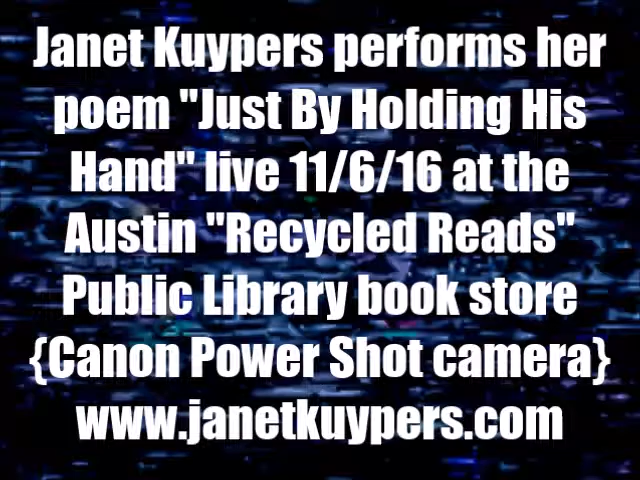 Janet Kuypers performs her
poem "Just By Holding His
Hand" live 11/6/16 at the
Austin "Recycled Reads"
Public Library book store
{Canon Power Shot camera}
www.janetkuypers.com